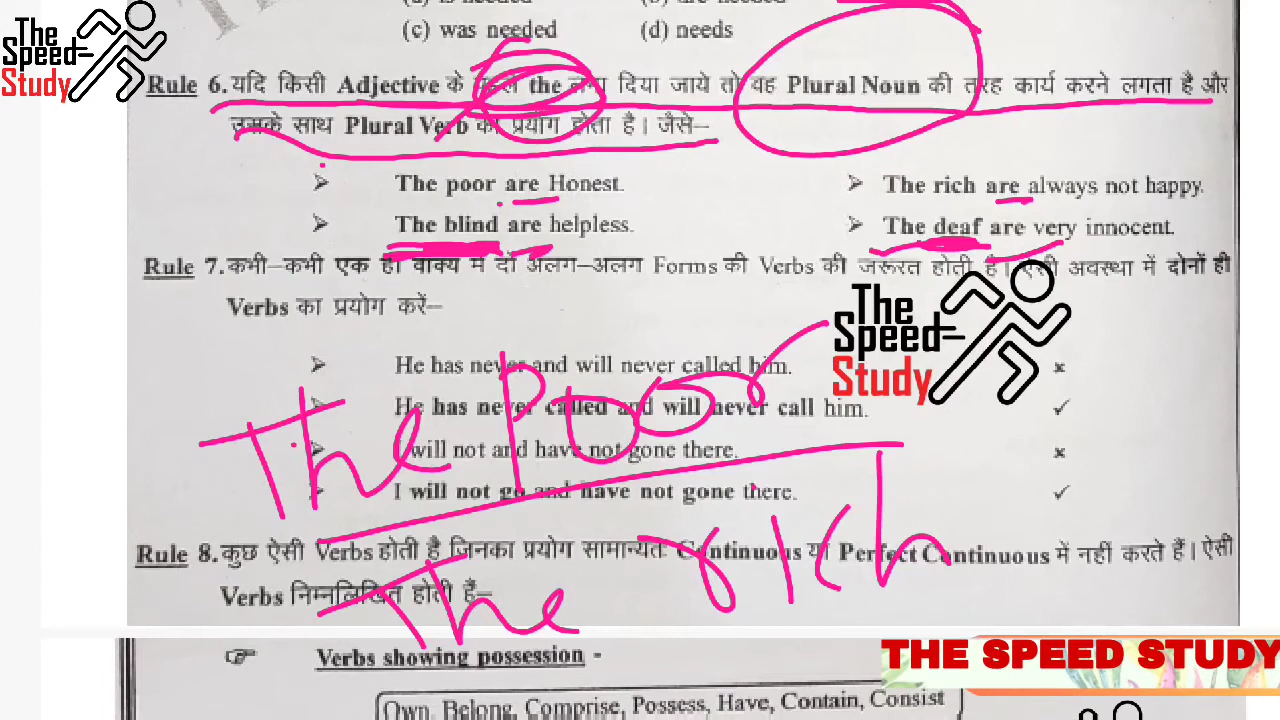 The
Speed
Study
(c) was needed (d) needs
Rule 6. यदि किसी Adjective के पहले the लगा दिया जाये तो वह Plural Noun की तरह कार्य करने लगता है और
उसके साथ Plural Verb का प्रयोग होता है। जैसे–
The poor are Honest. The rich are always not happy.
The blind are helpless. The deaf are very innocent.
Rule 7. कभी–कभी एक ही वाक्य में दो अलग–अलग Forms की Verbs की जरूरत होती है। ऐसी अवस्था में दोनों ही
Verbs का प्रयोग करें–
The
Speed
Study
He has never and will never called him. ×
He has never called and will never call him. ✓
The Poor
I will not and have not gone there. ×
I will not go and have not gone there. ✓
The rich
Rule 8. कुछ ऐसी Verbs होती है जिनका प्रयोग सामान्यतः Continuous या Perfect Continuous में नहीं करते हैं। ऐसी
Verbs निम्नलिखित होती हैं–
Verbs showing possession -
THE SPEED STUDY
Own, Belong, Comprise, Possess, Have, Contain, Consist